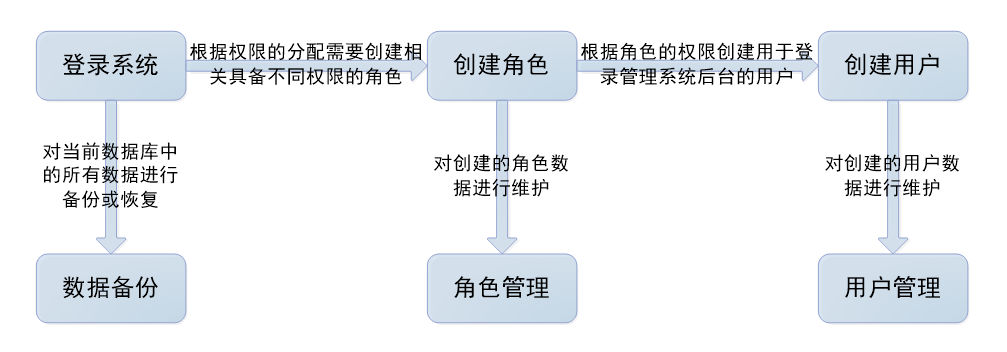 登录系统
根据权限的分配需要创建相
关具备不同权限的角色
创建角色
根据角色的权限创建用于登
录管理系统后台的用户
创建用户
对当前数据库中
的所有数据进行
备份或恢复
对创建的角色数
据进行维护
对创建的用户数
据进行维护
数据备份
角色管理
用户管理